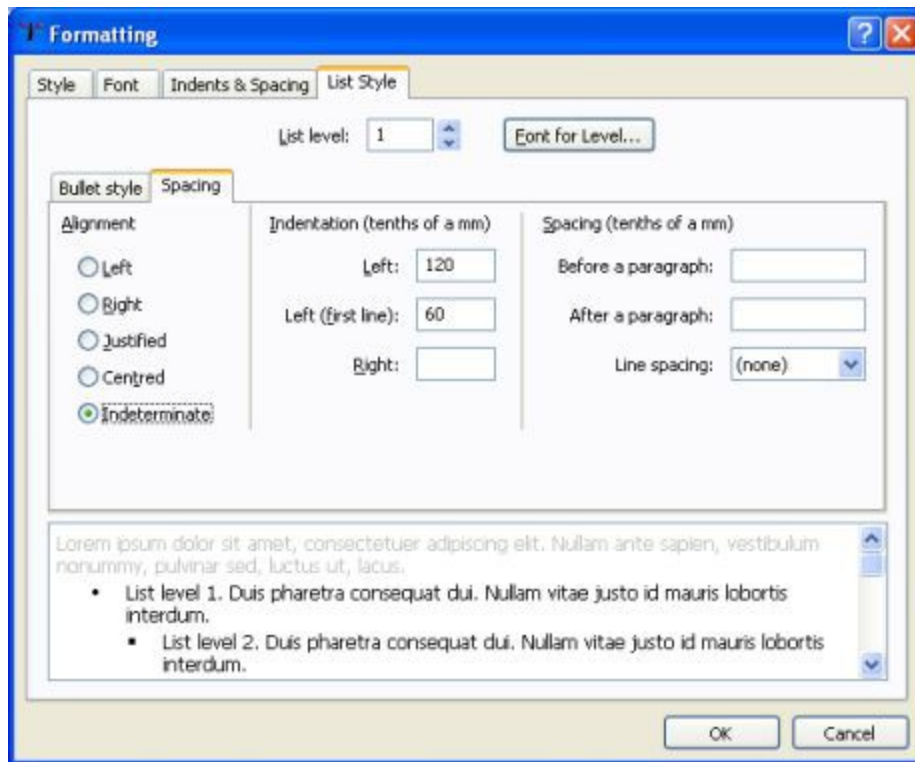 Formatting
Style Font Indents & Spacing List Style
List level: 1 Font for Level...
Bullet style Spacing
Alignment
Left
Right
Justified
Centred
Indeterminate
Indentation (tenths of a mm)
Left: 120
Left (first line): 60
Right:
Spacing (tenths of a mm)
Before a paragraph:
After a paragraph:
Line spacing: (none)
Lorem ipsum dolor sit amet, consectetuer adipiscing elit. Nullam ante sapien, vestibulum
nonummy, pulvinar sed, luctus ut, lacus.
• List level 1. Duis pharetra consequat dui. Nullam vitae justo id mauris lobortis
interdum.
▪ List level 2. Duis pharetra consequat dui. Nullam vitae justo id mauris lobortis
interdum.
OK Cancel